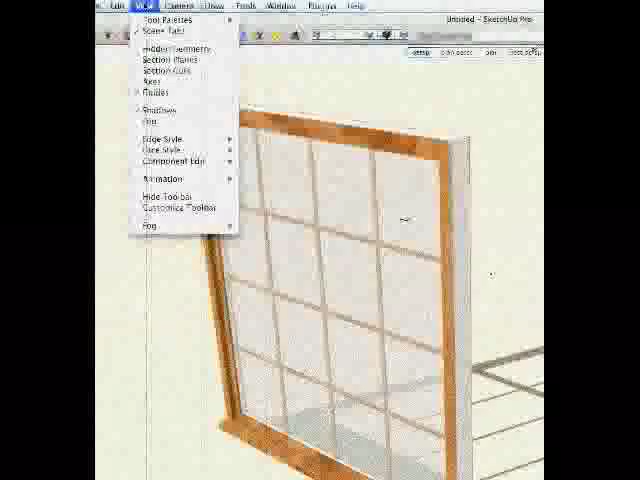 Edit View Camera Draw Tools Window Plugins Help
Untitled - SketchUp Pro
Tool Palettes
Scene Tabs
Hidden Geometry
Section Planes
Section Cuts
Axes
Guides
Shadows
Fog
Edge Style
Face Style
Component Edit
Animation
Hide Toolbar
Customize Toolbar
Fog